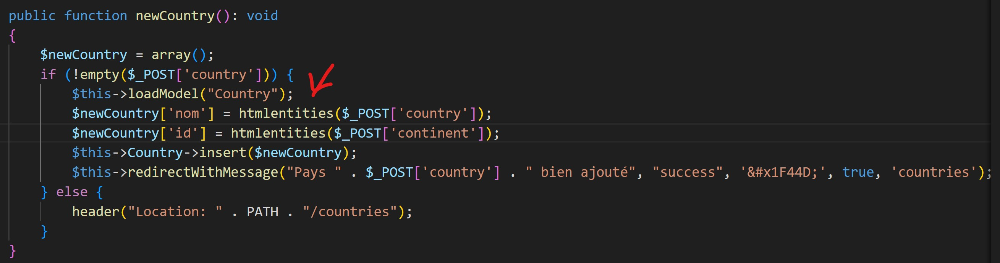 public function newCountry(): void
{
$newCountry = array();
if (!empty($_POST['country'])) {
$this->loadModel("Country");
$newCountry['nom'] = htmlentities($_POST['country']);
$newCountry['id'] = htmlentities($_POST['continent']);
$this->Country->insert($newCountry);
$this->redirectWithMessage("Pays " . $_POST['country'] . " bien ajouté", "success", '&#x1F44D;', true, 'countries');
} else {
header("Location: " . PATH . "/countries");
}
}